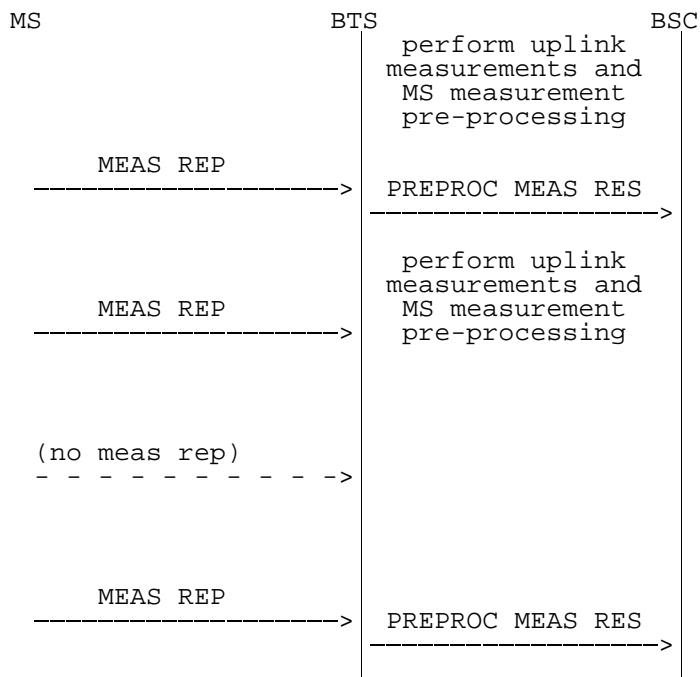 MS BTS BSC
perform uplink
measurements and
MS measurement
pre-processing
MEAS REP
PREPROC MEAS RES
perform uplink
measurements and
MEAS REP MS measurement
pre-processing
(no meas rep)
MEAS REP
PREPROC MEAS RES